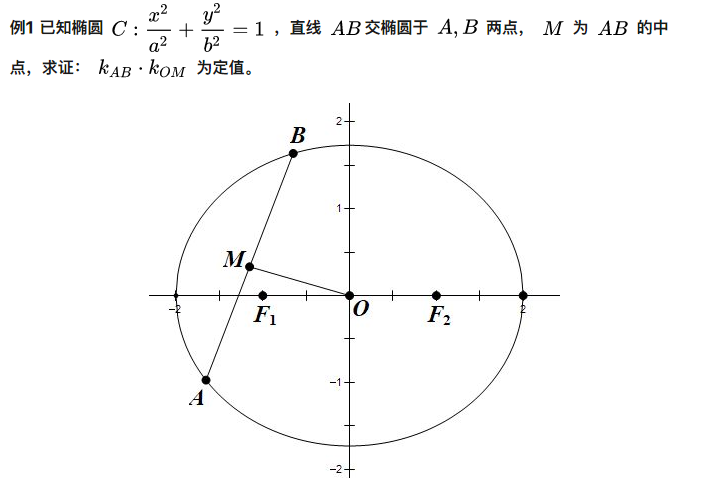 例1 已知椭圆 C : x²/a² + y²/b² = 1 ，直线 AB 交椭圆于 A, B 两点， M 为 AB 的中
点，求证： k_AB · k_OM 为定值。
2
B
1
M
-2
F₁
O
F₂
2
-1
A
-2